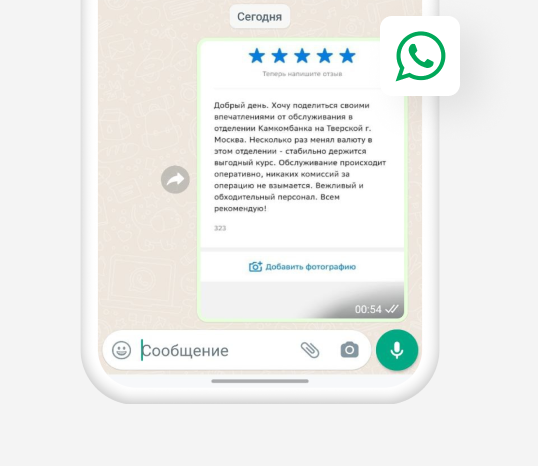 Сегодня
Теперь напишите отзыв
Добрый день. Хочу поделиться своими
впечатлениями от обслуживания в
отделении Камкомбанка на Тверской г.
Москва. Несколько раз менял валюту в
этом отделении - стабильно держится
выгодный курс. Обслуживание происходит
оперативно, никаких комиссий за
операцию не взымается. Вежливый и
обходительный персонал. Всем
рекомендую!
323
Добавить фотографию
00:54
Сообщение